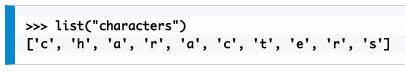 >>> list("characters")
['c', 'h', 'a', 'r', 'a', 'c', 't', 'e', 'r', 's']